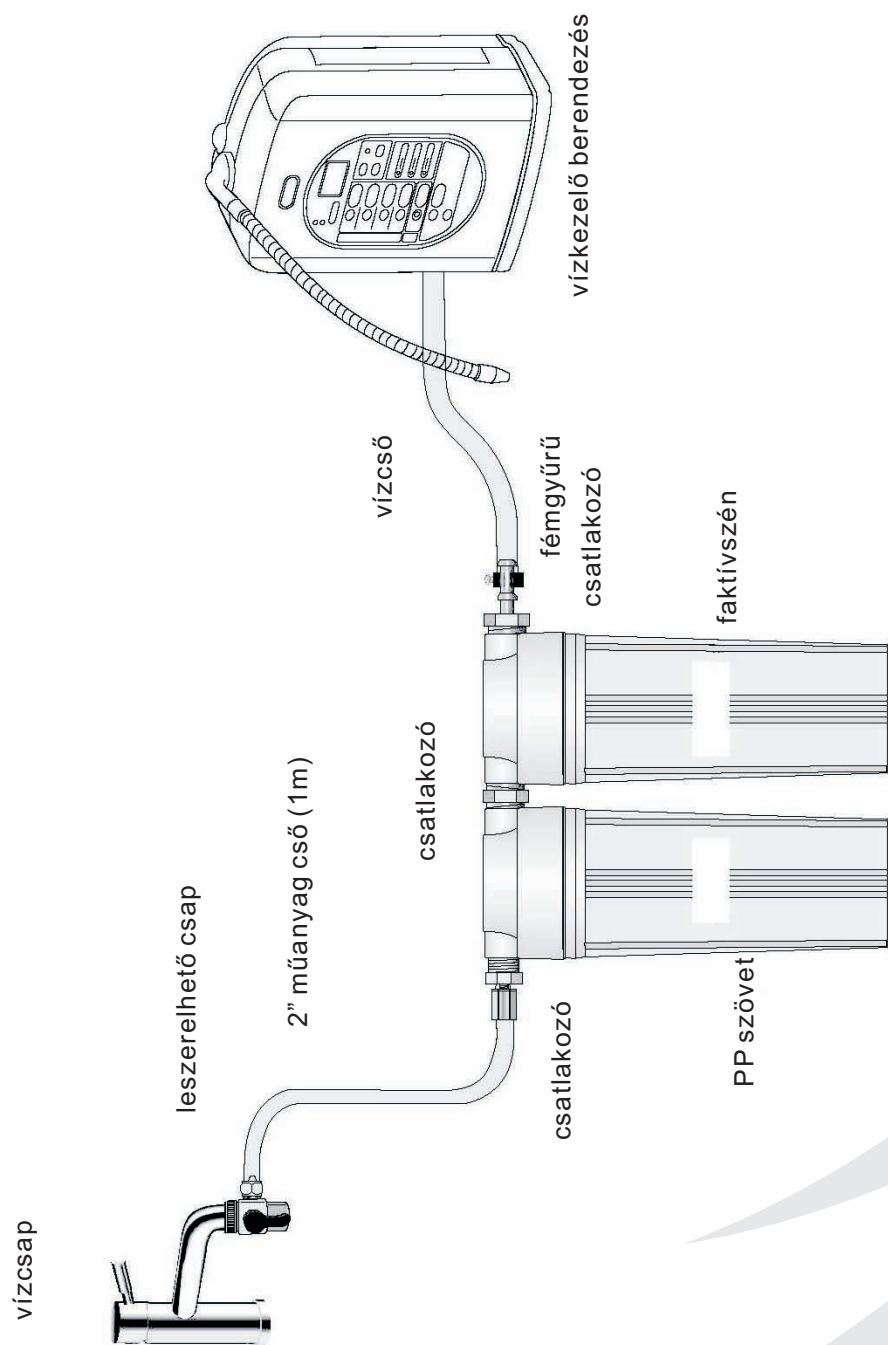 vízcsap
leszerelhető csap
2” műanyag cső (1m)
csatlakozó
vízcső
fémgyűrű
csatlakozó
vízkezelő berendezés
csatlakozó
PP szövet
faktívszén